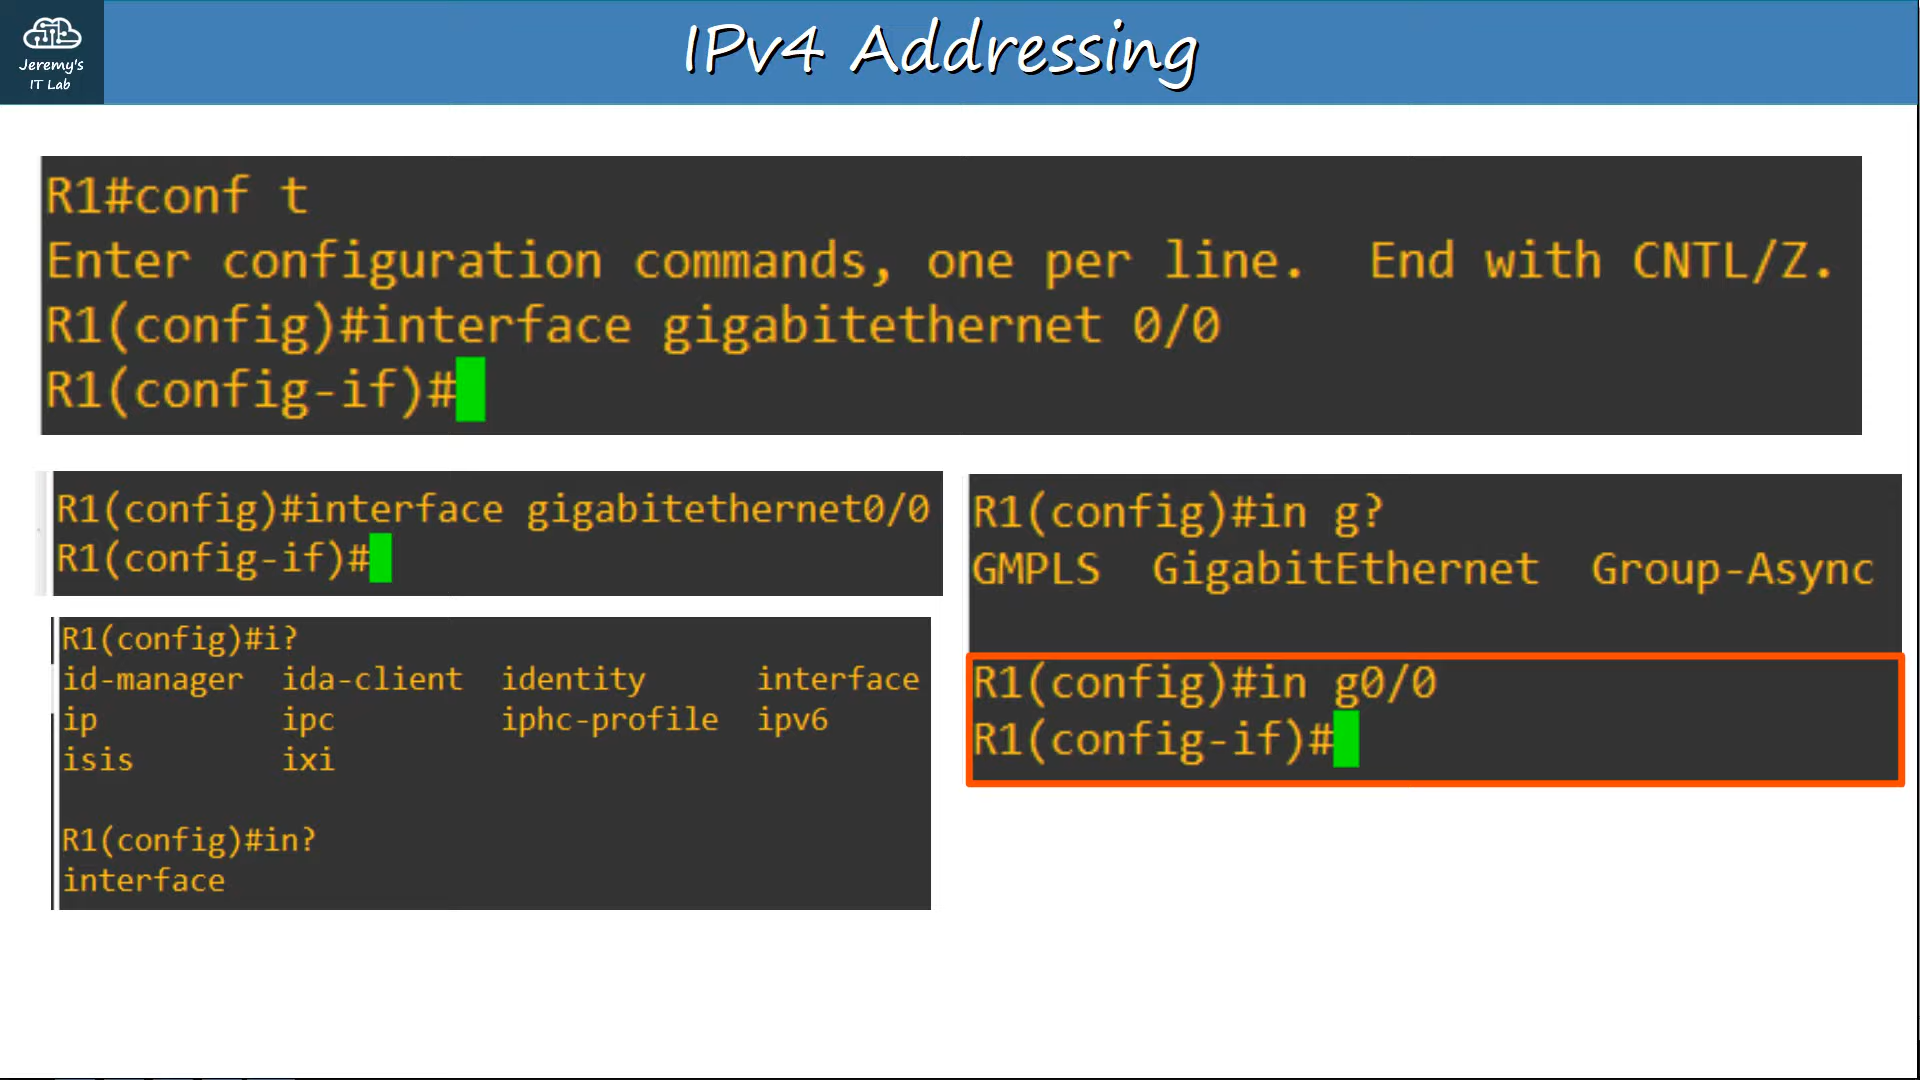 Jeremy's
IT Lab
IPv4 Addressing
R1#conf t
Enter configuration commands, one per line.  End with CNTL/Z.
R1(config)#interface gigabitethernet 0/0
R1(config-if)#
R1(config)#interface gigabitethernet0/0
R1(config-if)#
R1(config)#i?
id-manager  ida-client  identity  interface
ip  ipc  iphc-profile  ipv6
isis  ixi
R1(config)#in?
interface
R1(config)#in g?
GMPLS  GigabitEthernet  Group-Async
R1(config)#in g0/0
R1(config-if)#